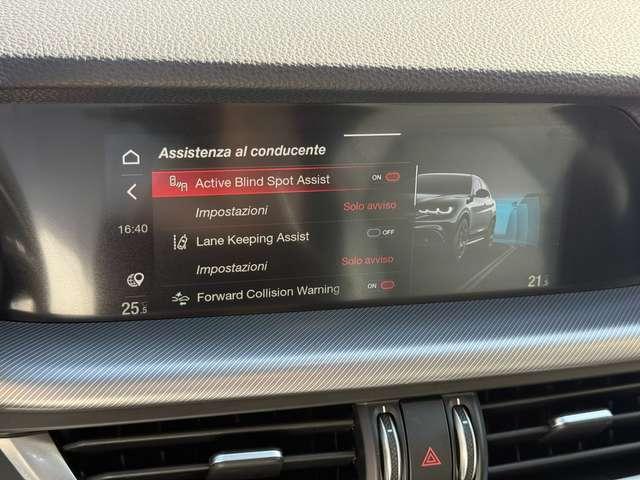 Assistenza al conducente
Active Blind Spot Assist ON
Impostazioni Solo avviso
16:40
Lane Keeping Assist OFF
Impostazioni Solo avviso
Forward Collision Warning ON
25.5
21.5